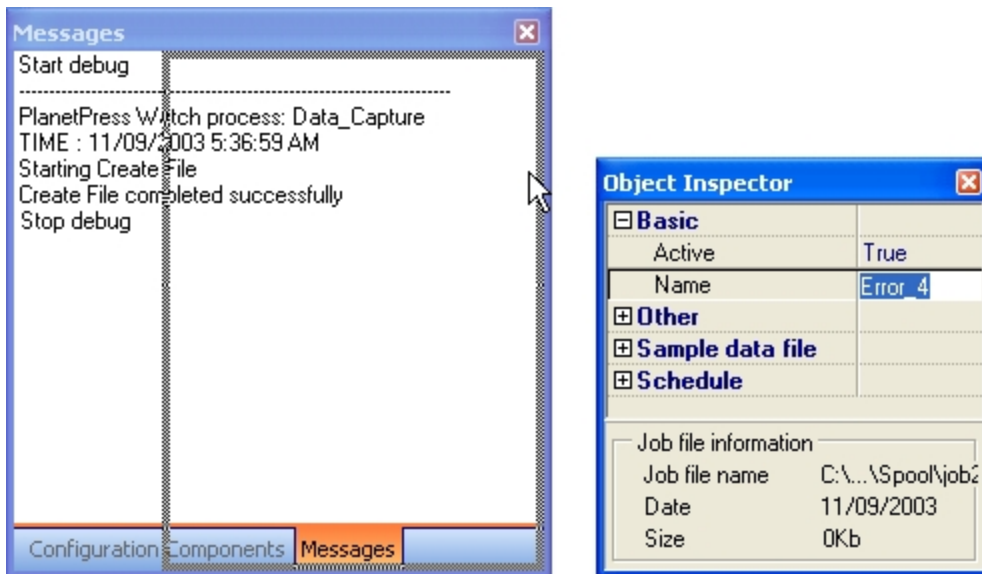 Messages
Start debug
PlanetPress Watch process: Data_Capture
TIME : 11/09/2003 5:36:59 AM
Starting Create File
Create File completed successfully
Stop debug
Configuration Components Messages
Object Inspector
Basic
Active True
Name Error_4
Other
Sample data file
Schedule
Job file information
Job file name C:\...\Spool\job2
Date 11/09/2003
Size 0Kb